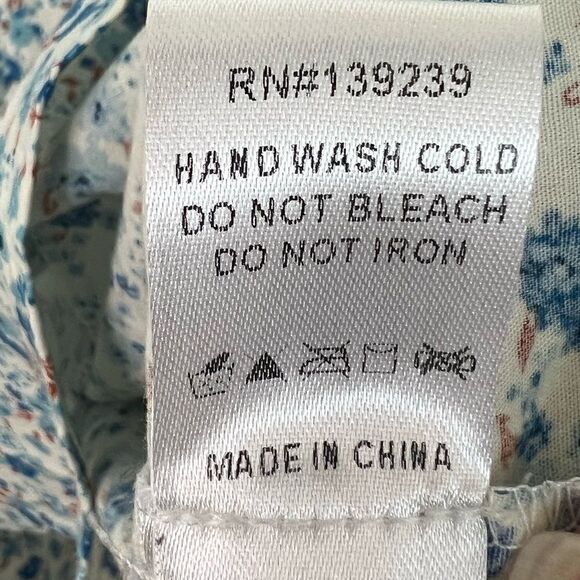 RN#139239
HAND WASH COLD
DO NOT BLEACH
DO NOT IRON
MADE IN CHINA